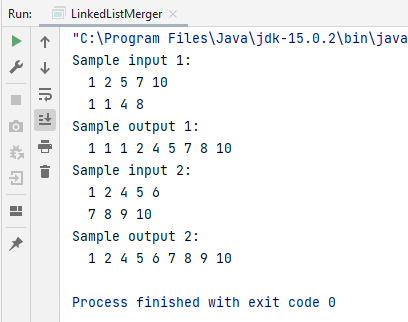 Run: LinkedListMerger
"C:\Program Files\Java\jdk-15.0.2\bin\java
Sample input 1:
1 2 5 7 10
1 1 4 8
Sample output 1:
1 1 1 2 4 5 7 8 10
Sample input 2:
1 2 4 5 6
7 8 9 10
Sample output 2:
1 2 4 5 6 7 8 9 10
Process finished with exit code 0